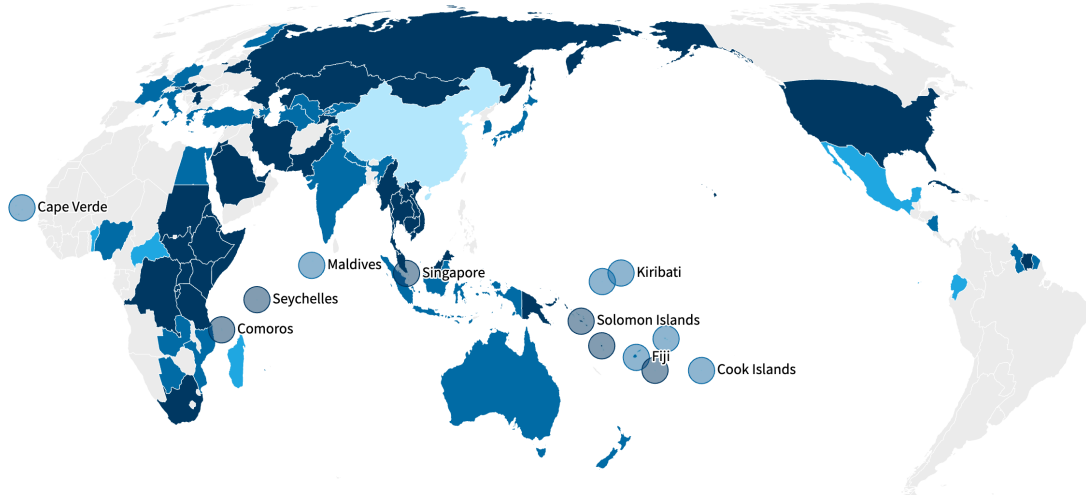 Cape Verde
Maldives
Singapore
Kiribati
Seychelles
Solomon Islands
Comoros
Fiji
Cook Islands